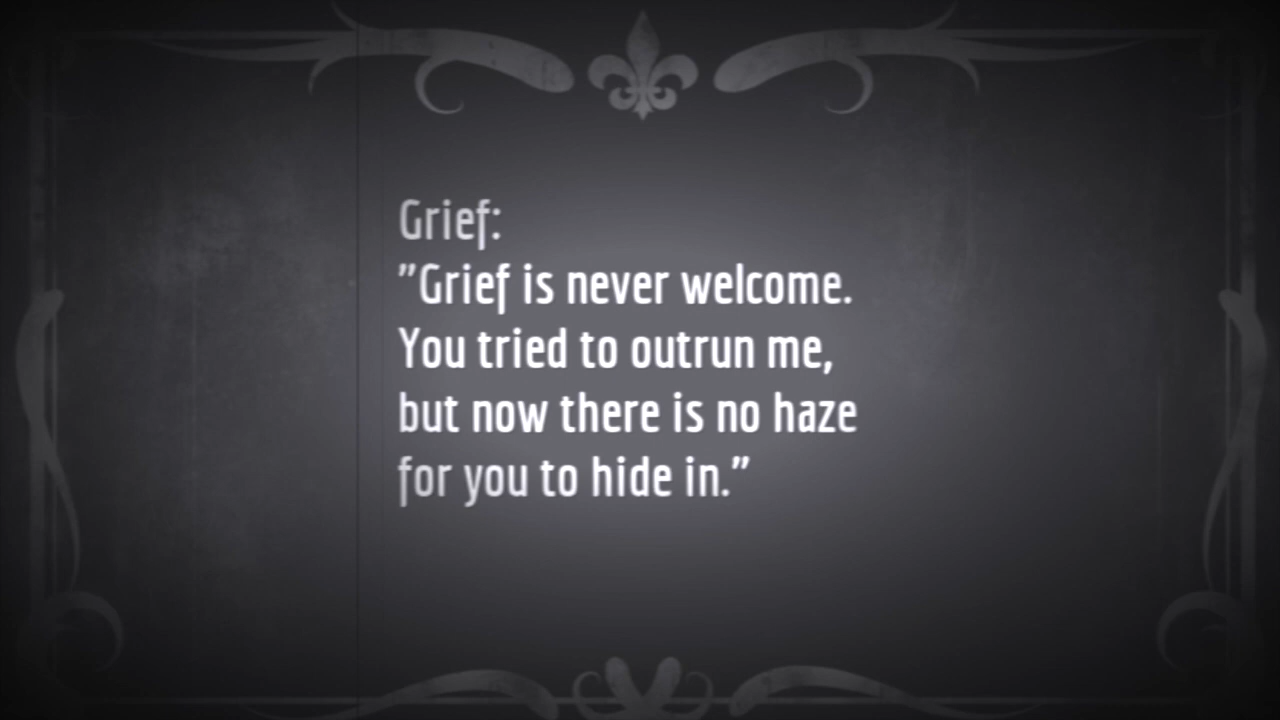 Grief:
"Grief is never welcome.
You tried to outrun me,
but now there is no haze
for you to hide in."